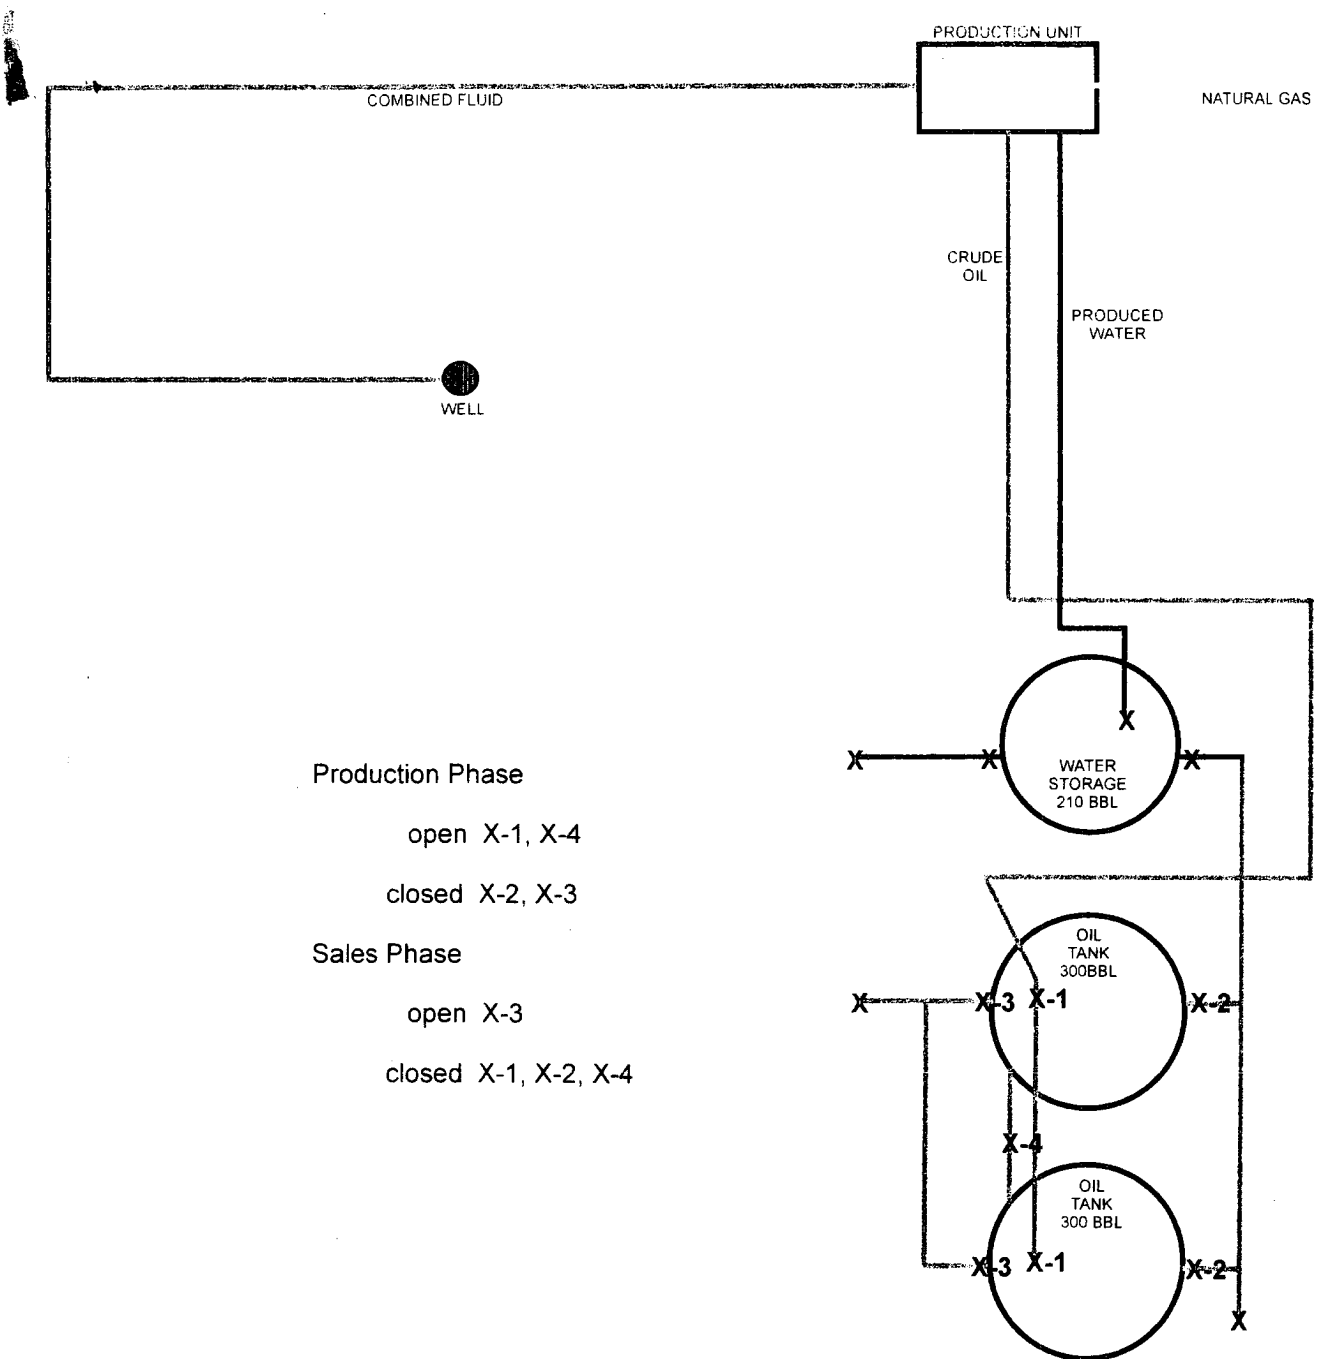 PRODUCTION UNIT
COMBINED FLUID
NATURAL GAS
CRUDE
OIL
PRODUCED
WATER
WELL
X
X
X
X
WATER
STORAGE
210 BBL
Production Phase
open X-1, X-4
closed X-2, X-3
Sales Phase
open X-3
closed X-1, X-2, X-4
OIL
TANK
300BBL
X
X-3
X-1
X-2
X-4
OIL
TANK
300 BBL
X-3
X-1
X-2
X